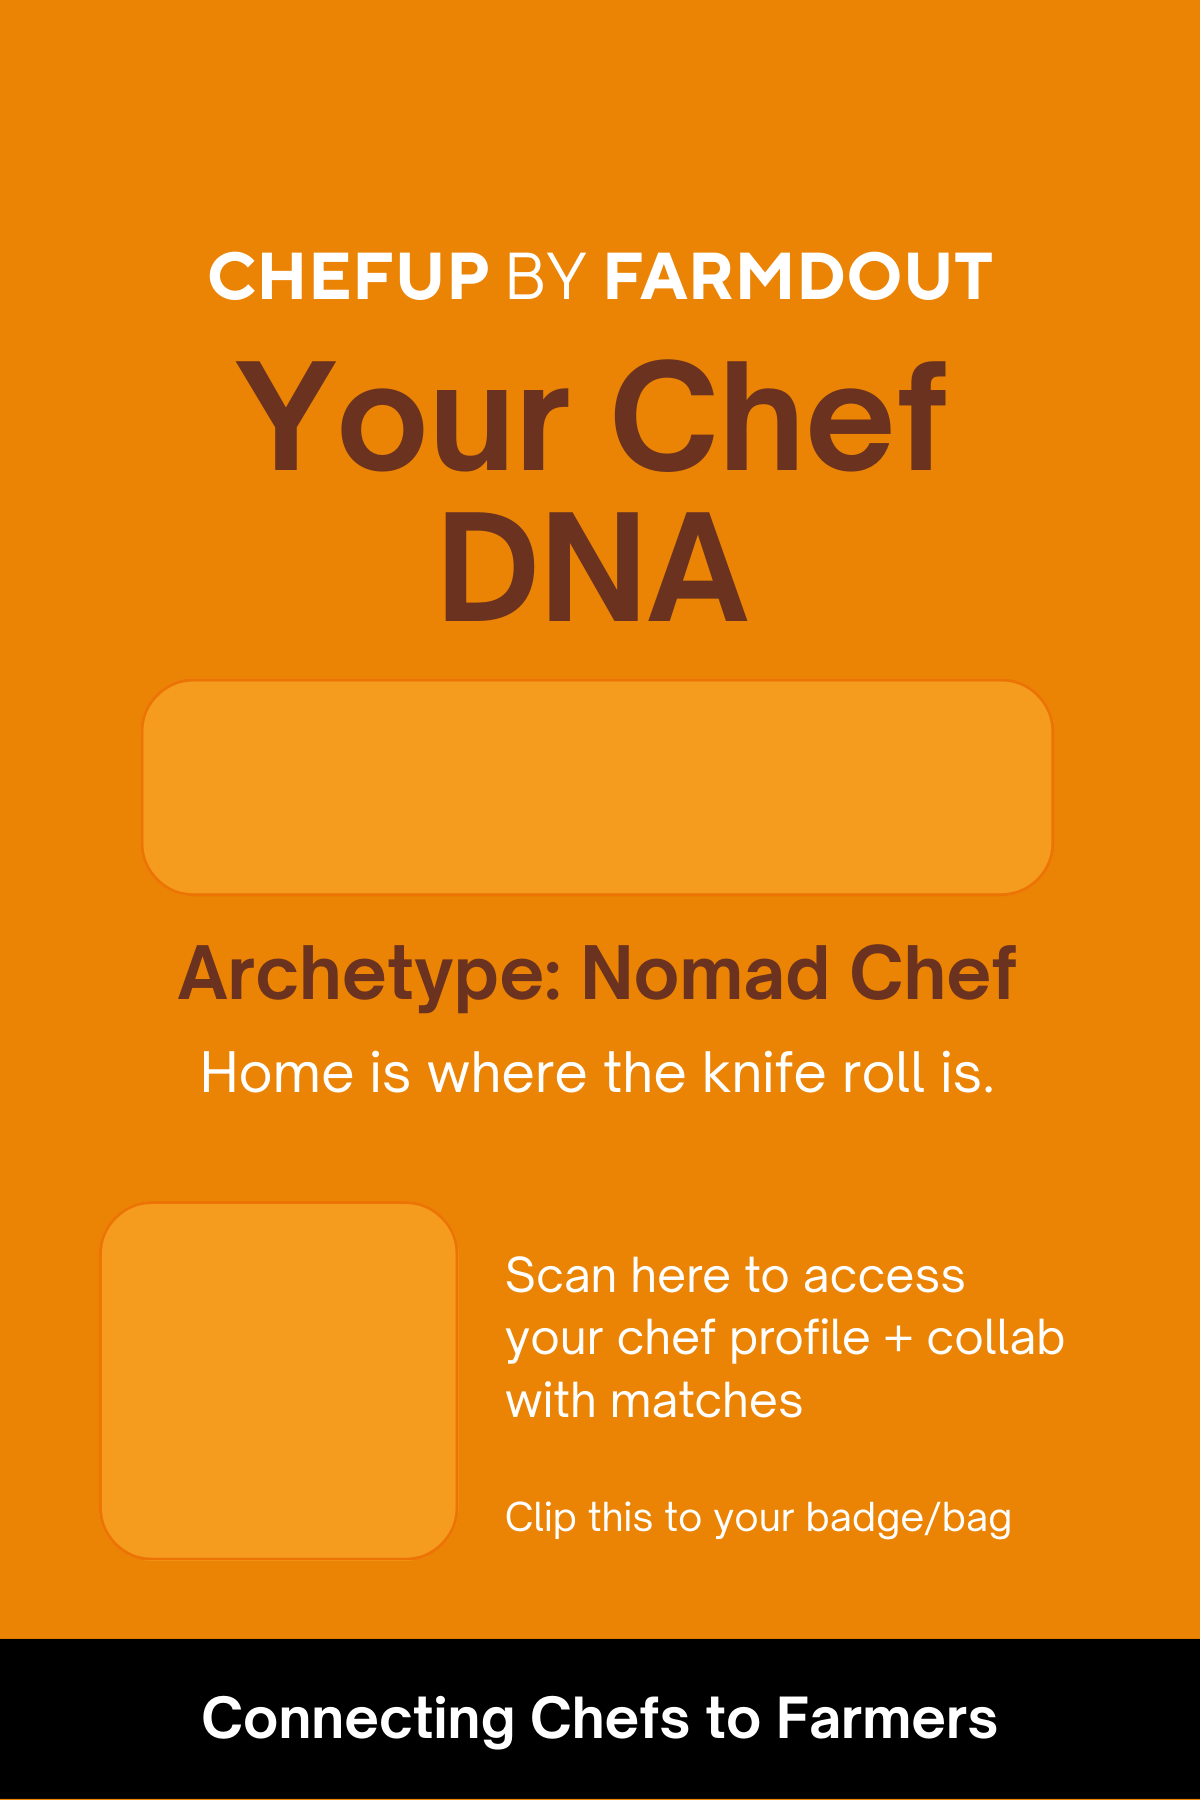 CHEFUP BY FARMDOUT
Your Chef
DNA
Archetype: Nomad Chef
Home is where the knife roll is.
Scan here to access
your chef profile + collab
with matches
Clip this to your badge/bag
Connecting Chefs to Farmers